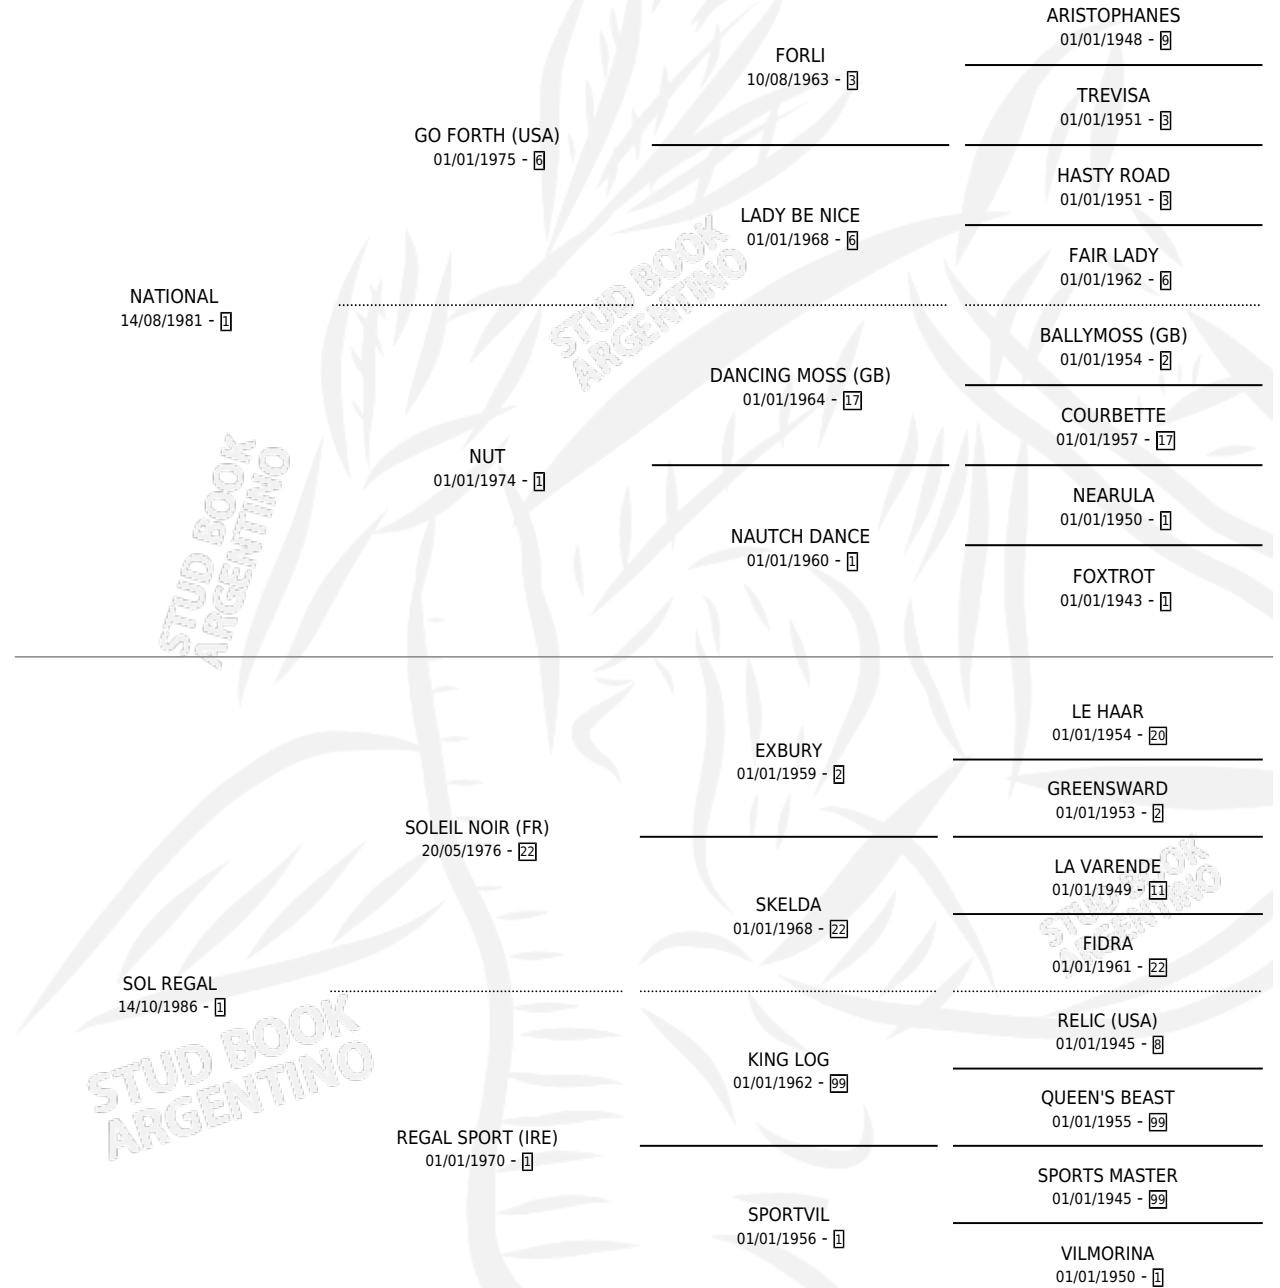 ARISTOPHANES
01/01/1948 - 9
FORLI
10/08/1963 - 3
TREVISA
01/01/1951 - 3
GO FORTH (USA)
01/01/1975 - 6
HASTY ROAD
01/01/1951 - 3
LADY BE NICE
01/01/1968 - 6
FAIR LADY
01/01/1962 - 6
NATIONAL
14/08/1981 - 1
STUD BOOK
ARGENTINO
BALLYMOSS (GB)
01/01/1954 - 2
DANCING MOSS (GB)
01/01/1964 - 17
COURBETTE
01/01/1957 - 17
NUT
01/01/1974 - 1
STUD BOOK
ARGENTINO
NEARULA
01/01/1950 - 1
NAUTCH DANCE
01/01/1960 - 1
FOXTROT
01/01/1943 - 1
LE HAAR
01/01/1954 - 20
EXBURY
01/01/1959 - 2
GREENSWARD
01/01/1953 - 2
SOLEIL NOIR (FR)
20/05/1976 - 22
LA VARENDE
01/01/1949 - 11
STUD BOOK
ARGENTINO
SKELDA
01/01/1968 - 22
FIDRA
01/01/1961 - 22
SOL REGAL
14/10/1986 - 1
RELIC (USA)
01/01/1945 - 8
STUD BOOK
ARGENTINO
KING LOG
01/01/1962 - 99
QUEEN'S BEAST
01/01/1955 - 99
REGAL SPORT (IRE)
01/01/1970 - 1
SPORTS MASTER
01/01/1945 - 99
SPORTVIL
01/01/1956 - 1
VILMORINA
01/01/1950 - 1